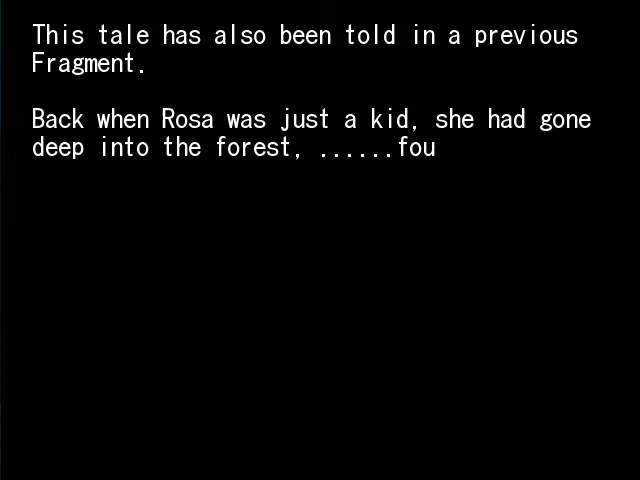 This tale has also been told in a previous
Fragment.
Back when Rosa was just a kid, she had gone
deep into the forest, ......fou